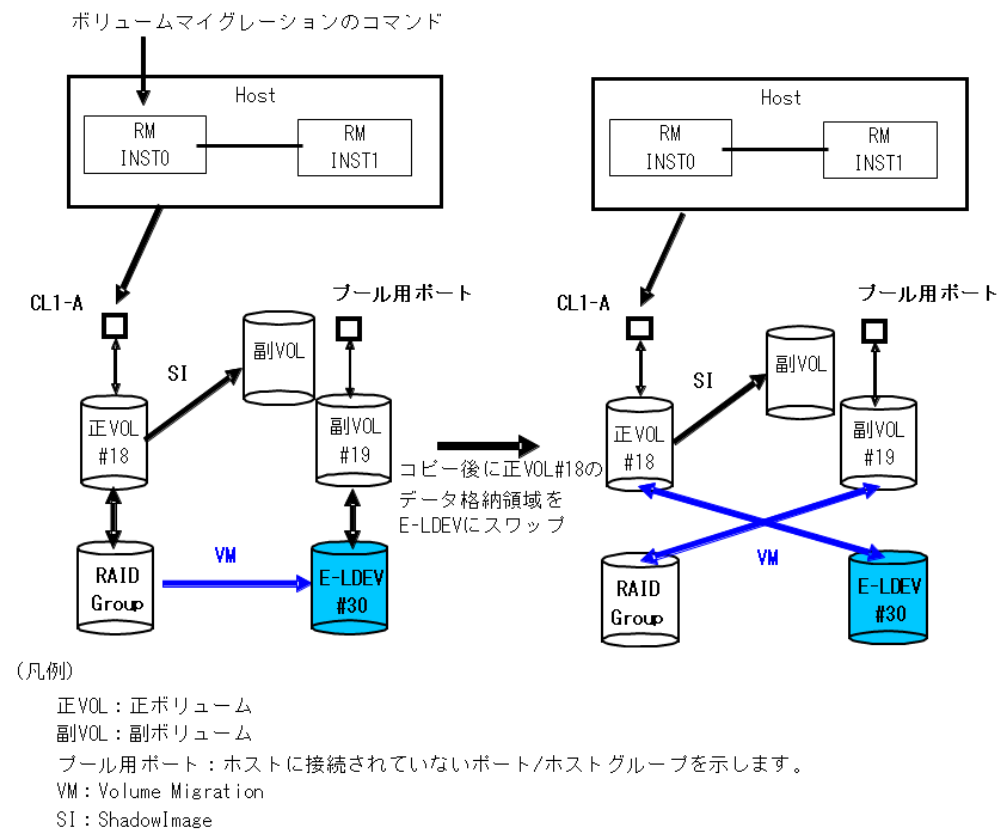 ボリュームマイグレーションのコマンド
Host
RM
INST0
RM
INST1
CL1-A
プール用ポート
副VOL
SI
正VOL
#18
副VOL
#19
RAID
Group
VM
E-LDEV
#30
コピー後に正VOL#18の
データ格納領域を
E-LDEVにスワップ
Host
RM
INST0
RM
INST1
CL1-A
プール用ポート
副VOL
SI
正VOL
#18
副VOL
#19
VM
RAID
Group
E-LDEV
#30
(凡例)
正VOL：正ボリューム
副VOL：副ボリューム
プール用ポート：ホストに接続されていないポート/ホストグループを示します。
VM：Volume Migration
SI：ShadowImage